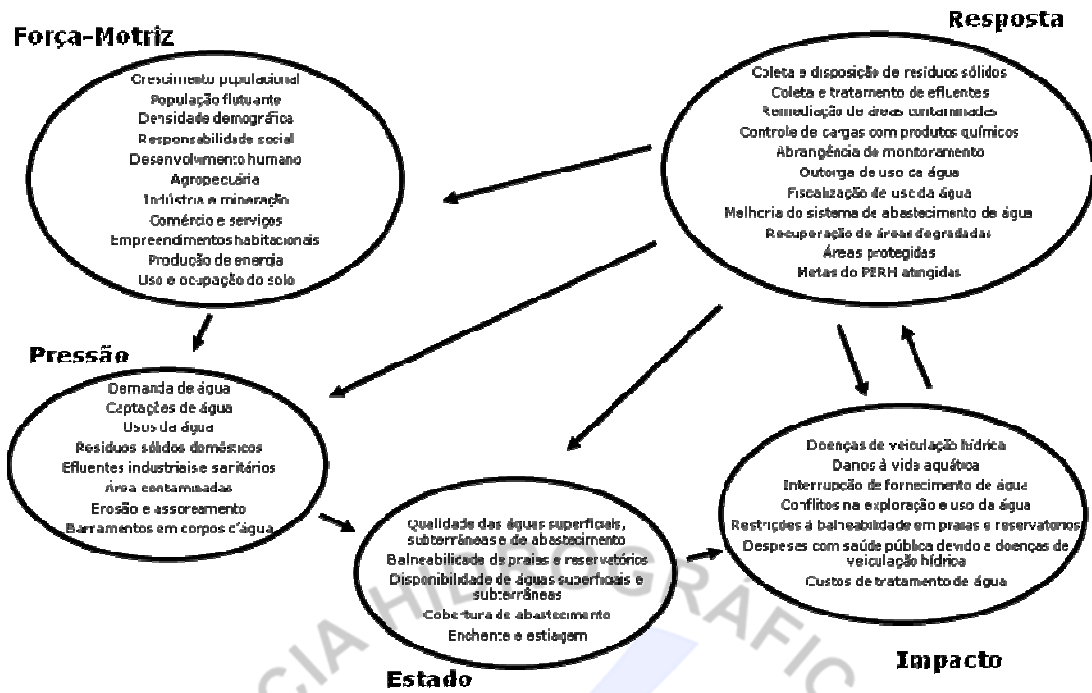 Força-Motriz
Crescimento populacional
População flutuante
Densidade demográfica
Responsabilidade social
Desenvolvimento humano
Agropecuária
Indústria e mineração
Comércio e serviços
Empreendimentos habitacionais
Produção de energia
Uso e ocupação do solo
Resposta
Coleta e disposição de resíduos sólidos
Coleta e tratamento de efluentes
Remediação de áreas contaminadas
Controle de cargas com produtos químicos
Abrangência de monitoramento
Outorga de uso da água
Fiscalização de uso da água
Melhoria do sistema de abastecimento de água
Recuperação de áreas degradadas
Áreas protegidas
Metas do PERH atingidas
Pressão
Demanda de água
Captações de água
Usos da água
Resíduos sólidos domésticos
Efluentes industriais e sanitários
Área contaminadas
Erosão e assoreamento
Barramentos em corpos d'água
Qualidade das águas superficiais,
subterrâneas e de abastecimento
Balneabilidade de praias e reservatórios
Disponibilidade de águas superficiais e
subterrâneas
Cobertura de abastecimento
Enchente e estiagem
Estado
Doenças de veiculação hídrica
Danos à vida aquática
Interrupção de fornecimento de água
Conflitos na exploração e uso da água
Restrições à balneabilidade em praias e reservatórios
Despesas com saúde pública devido a doenças de
veiculação hídrica
Custos de tratamento de água
Impacto
GIA HIDROGRÁFIC